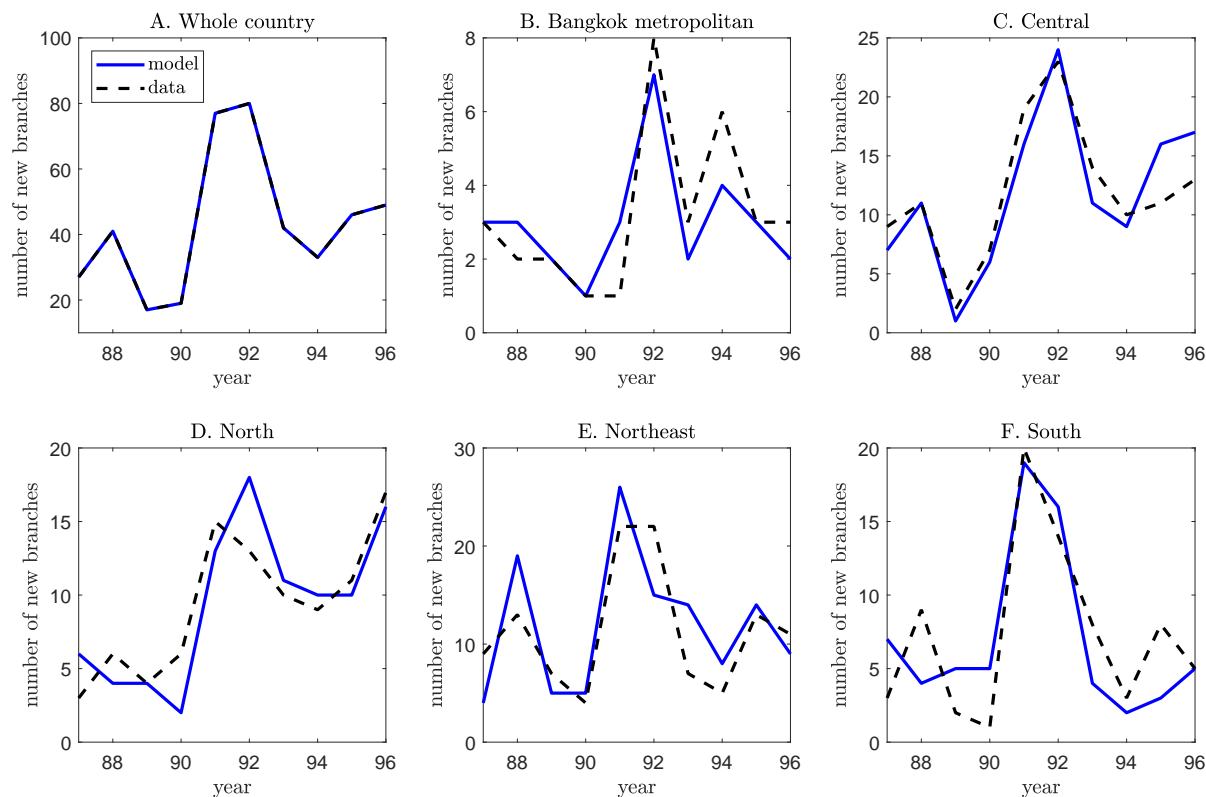 A. Whole country
100
80
60
40
20
number of new branches
model
data
88 90 92 94 96
year
B. Bangkok metropolitan
8
6
4
2
0
number of new branches
88 90 92 94 96
year
C. Central
25
20
15
10
5
0
number of new branches
88 90 92 94 96
year
D. North
20
15
10
5
0
number of new branches
88 90 92 94 96
year
E. Northeast
30
20
10
0
number of new branches
88 90 92 94 96
year
F. South
20
15
10
5
0
number of new branches
88 90 92 94 96
year